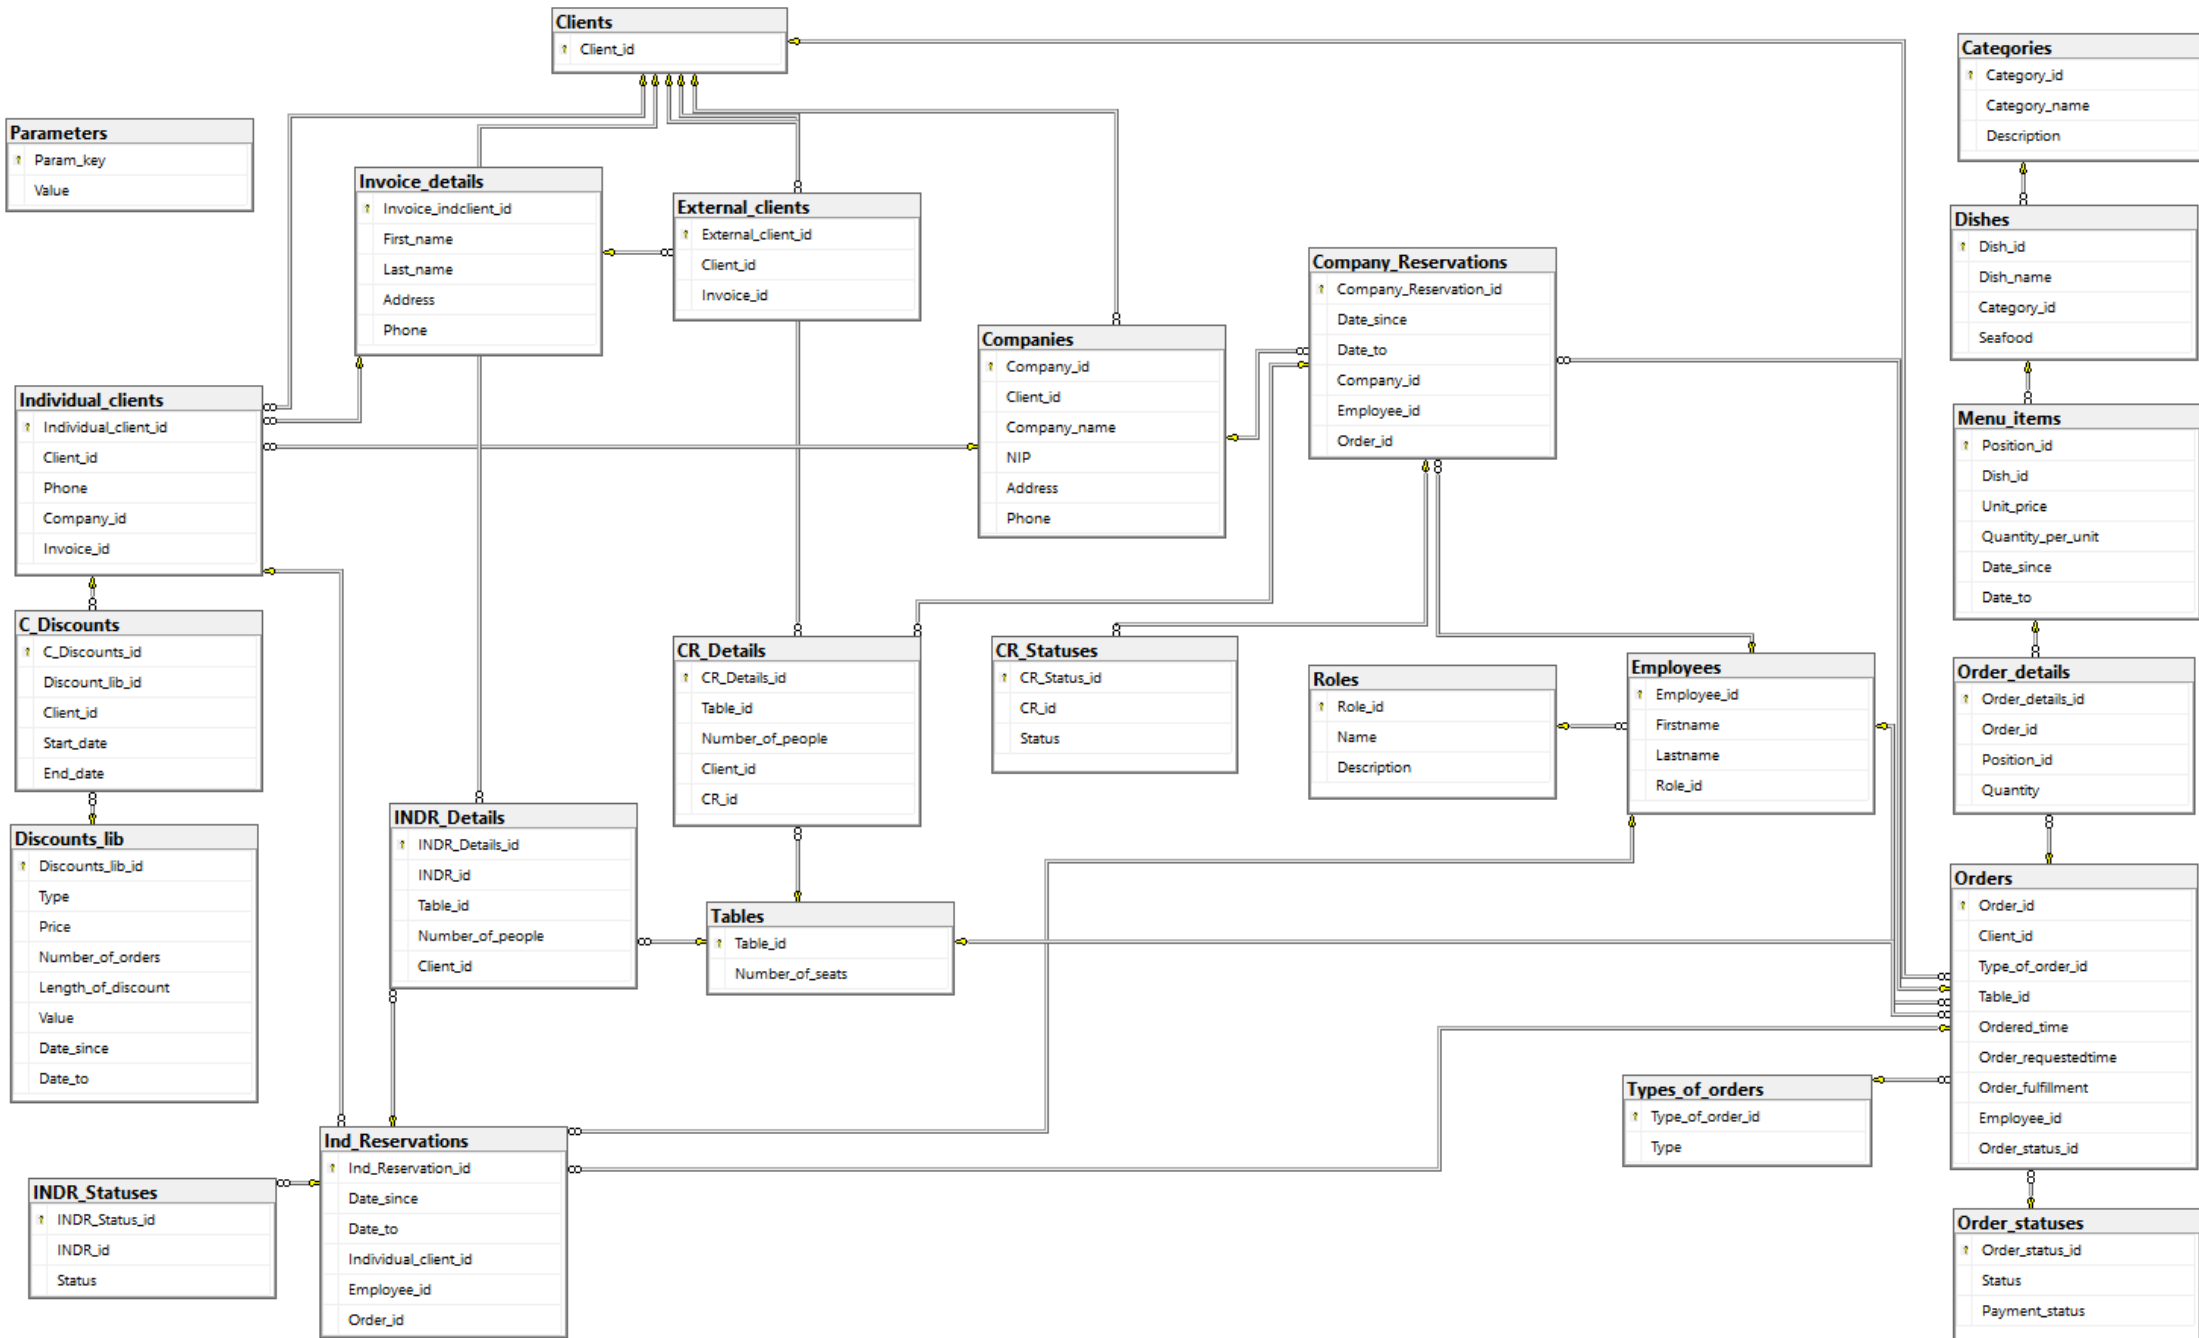 Clients
Client_id
Parameters
Param_key
Value
Invoice_details
Invoice_indclient_id
First_name
Last_name
Address
Phone
External_clients
External_client_id
Client_id
Invoice_id
Companies
Company_id
Client_id
Company_name
NIP
Address
Phone
Company_Reservations
Company_Reservation_id
Date_since
Date_to
Company_id
Employee_id
Order_id
Categories
Category_id
Category_name
Description
Dishes
Dish_id
Dish_name
Category_id
Seafood
Menu_items
Position_id
Dish_id
Unit_price
Quantity_per_unit
Date_since
Date_to
Individual_clients
Individual_client_id
Client_id
Phone
Company_id
Invoice_id
C_Discounts
C_Discounts_id
Discount_lib_id
Client_id
Start_date
End_date
Discounts_lib
Discounts_lib_id
Type
Price
Number_of_orders
Length_of_discount
Value
Date_since
Date_to
CR_Details
CR_Details_id
Table_id
Number_of_people
Client_id
CR_id
CR_Statuses
CR_Status_id
CR_id
Status
Roles
Role_id
Name
Description
Employees
Employee_id
Firstname
Lastname
Role_id
Order_details
Order_details_id
Order_id
Position_id
Quantity
INDR_Details
INDR_Details_id
INDR_id
Table_id
Number_of_people
Client_id
Tables
Table_id
Number_of_seats
Orders
Order_id
Client_id
Type_of_order_id
Table_id
Ordered_time
Order_requestedtime
Order_fulfillment
Employee_id
Order_status_id
Types_of_orders
Type_of_order_id
Type
Ind_Reservations
Ind_Reservation_id
Date_since
Date_to
Individual_client_id
Employee_id
Order_id
INDR_Statuses
INDR_Status_id
INDR_id
Status
Order_statuses
Order_status_id
Status
Payment_status